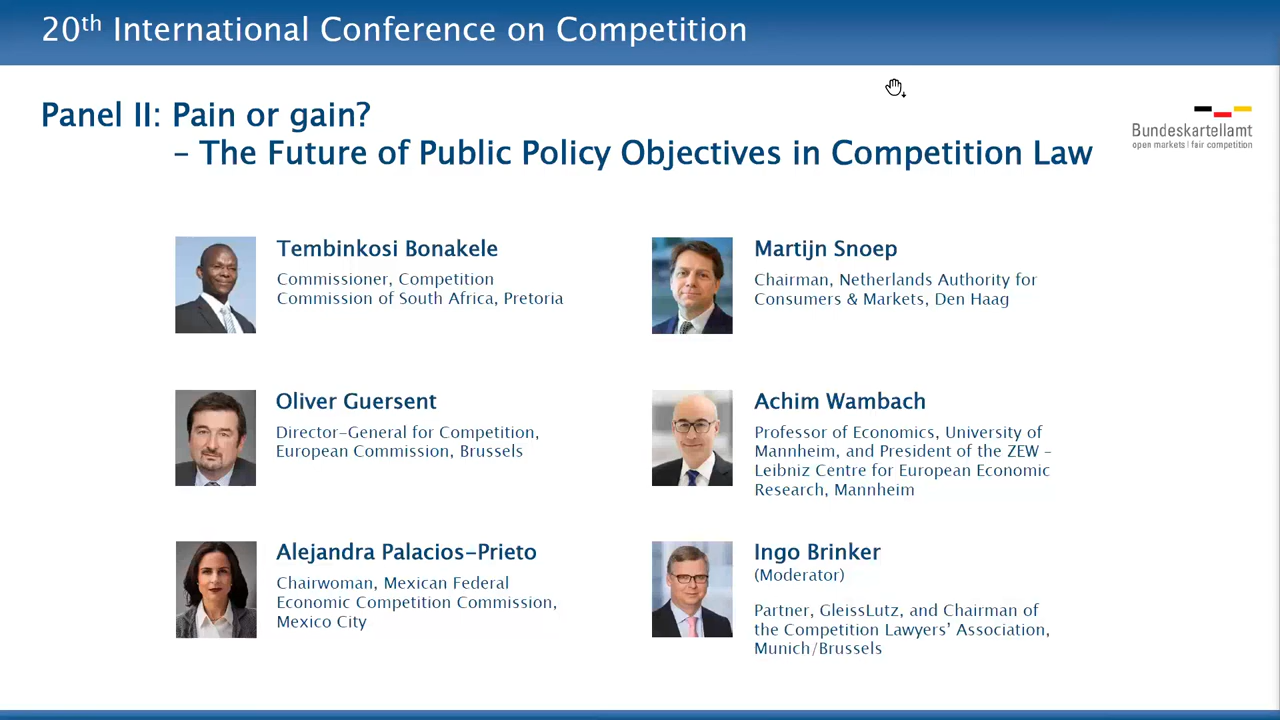 20th International Conference on Competition
Panel II: Pain or gain?
– The Future of Public Policy Objectives in Competition Law
Bundeskartellamt
open markets | fair competition
Tembinkosi Bonakele
Commissioner, Competition
Commission of South Africa, Pretoria
Martijn Snoep
Chairman, Netherlands Authority for
Consumers & Markets, Den Haag
Oliver Guersent
Director–General for Competition,
European Commission, Brussels
Achim Wambach
Professor of Economics, University of
Mannheim, and President of the ZEW –
Leibniz Centre for European Economic
Research, Mannheim
Alejandra Palacios–Prieto
Chairwoman, Mexican Federal
Economic Competition Commission,
Mexico City
Ingo Brinker
(Moderator)
Partner, GleissLutz, and Chairman of
the Competition Lawyers’ Association,
Munich/Brussels